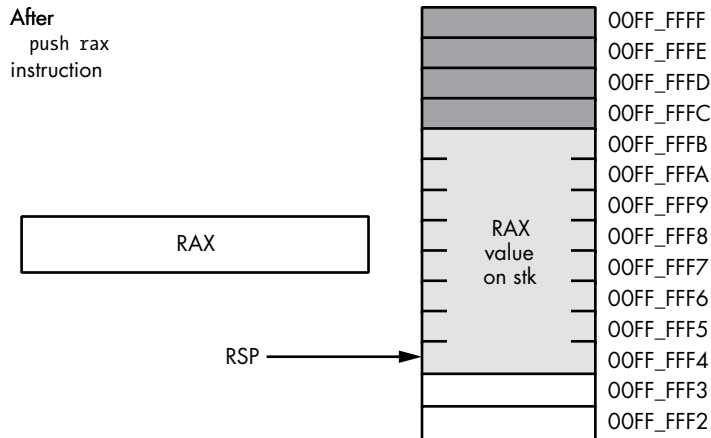 After
push rax
instruction
RAX
RSP
RAX
value
on stk
00FF_FFFF
00FF_FFFE
00FF_FFFD
00FF_FFFC
00FF_FFFB
00FF_FFFA
00FF_FFF9
00FF_FFF8
00FF_FFF7
00FF_FFF6
00FF_FFF5
00FF_FFF4
00FF_FFF3
00FF_FFF2